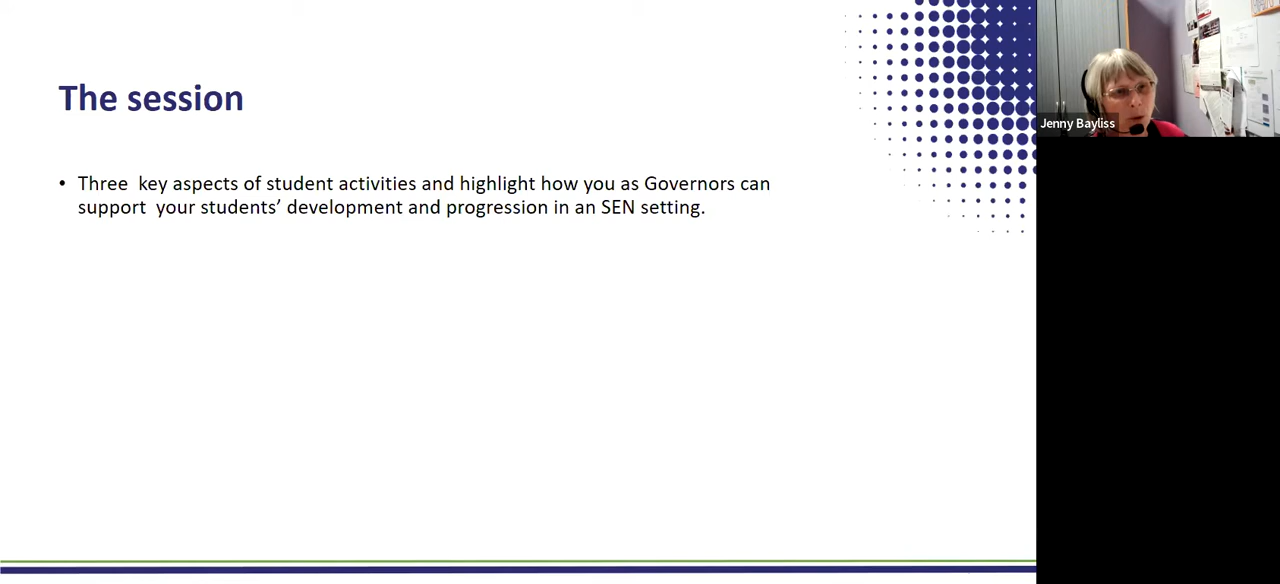 The session
• Three  key aspects of student activities and highlight how you as Governors can
support  your students’ development and progression in an SEN setting.
Jenny Bayliss